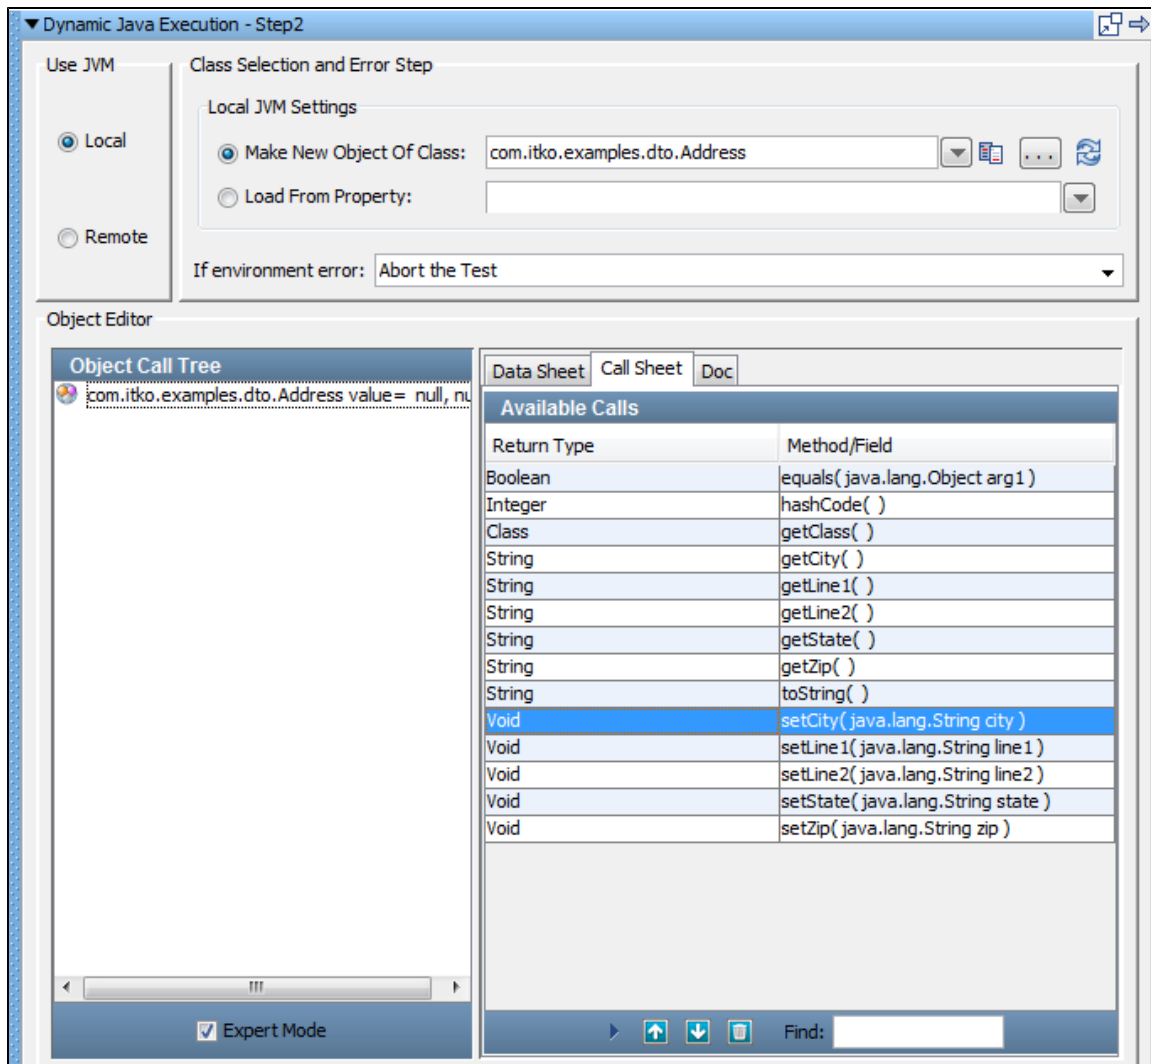 Dynamic Java Execution - Step2
Use JVM
Class Selection and Error Step
Local JVM Settings
Local
Make New Object Of Class: com.itko.examples.dto.Address ...
Load From Property:
Remote
If environment error: Abort the Test
Object Editor
Object Call Tree
com.itko.examples.dto.Address value= null, nu
Data Sheet Call Sheet Doc
Available Calls
Return Type Method/Field
Boolean equals( java.lang.Object arg1 )
Integer hashCode( )
Class getClass( )
String getCity( )
String getLine1( )
String getLine2( )
String getState( )
String getZip( )
String toString( )
Void setCity( java.lang.String city )
Void setLine1( java.lang.String line1 )
Void setLine2( java.lang.String line2 )
Void setState( java.lang.String state )
Void setZip( java.lang.String zip )
Expert Mode
Find: